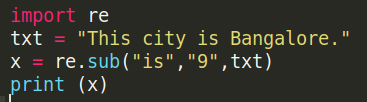 import re
txt = "This city is Bangalore."
x = re.sub("is","9",txt)
print (x)